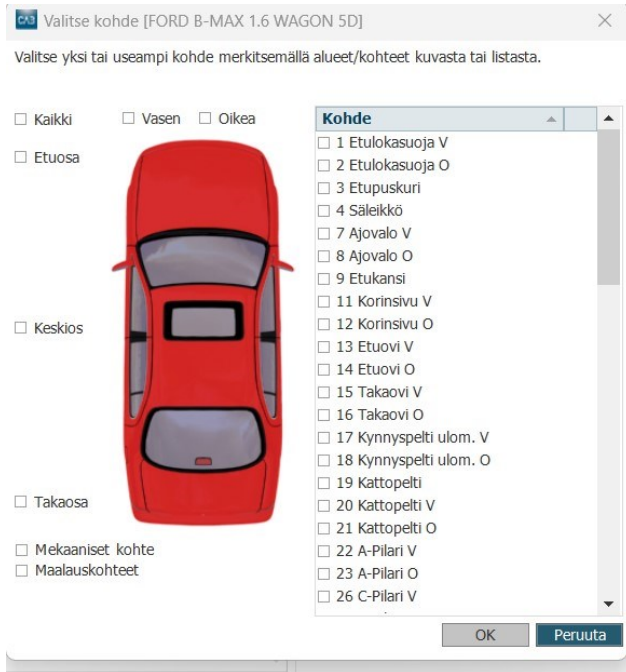 CAB Valitse kohde [FORD B-MAX 1.6 WAGON 5D]
Valitse yksi tai useampi kohde merkitsemällä alueet/kohteet kuvasta tai listasta.
Kaikki
Vasen
Oikea
Etuosa
Keskios
Takaosa
Mekaaniset kohte
Maalauskohteet
Kohde
1 Etulokasuoja V
2 Etulokasuoja O
3 Etupuskuri
4 Säleikkö
7 Ajovalo V
8 Ajovalo O
9 Etukansi
11 Korinsivu V
12 Korinsivu O
13 Etuovi V
14 Etuovi O
15 Takaovi V
16 Takaovi O
17 Kynnyspelti ulom. V
18 Kynnyspelti ulom. O
19 Kattopelti
20 Kattopelti V
21 Kattopelti O
22 A-Pilari V
23 A-Pilari O
26 C-Pilari V
OK
Peruuta